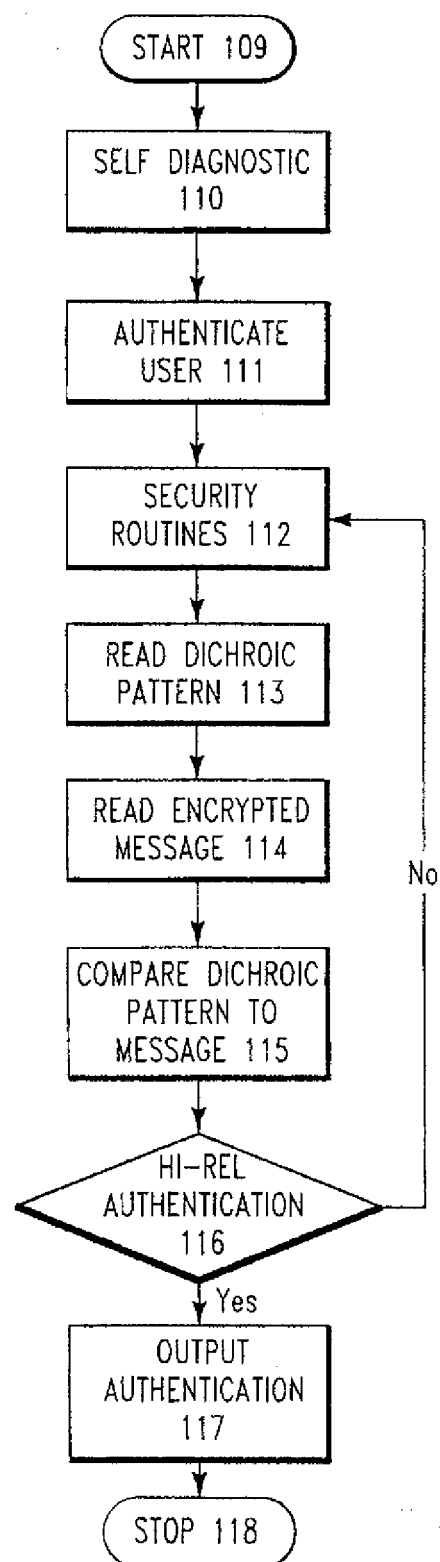 START 109
SELF DIAGNOSTIC
110
AUTHENTICATE
USER 111
SECURITY
ROUTINES 112
READ DICHROIC
PATTERN 113
READ ENCRYPTED
MESSAGE 114
No
COMPARE DICHROIC
PATTERN TO
MESSAGE 115
HI-REL
AUTHENTICATION
116
Yes
OUTPUT
AUTHENTICATION
117
STOP 118